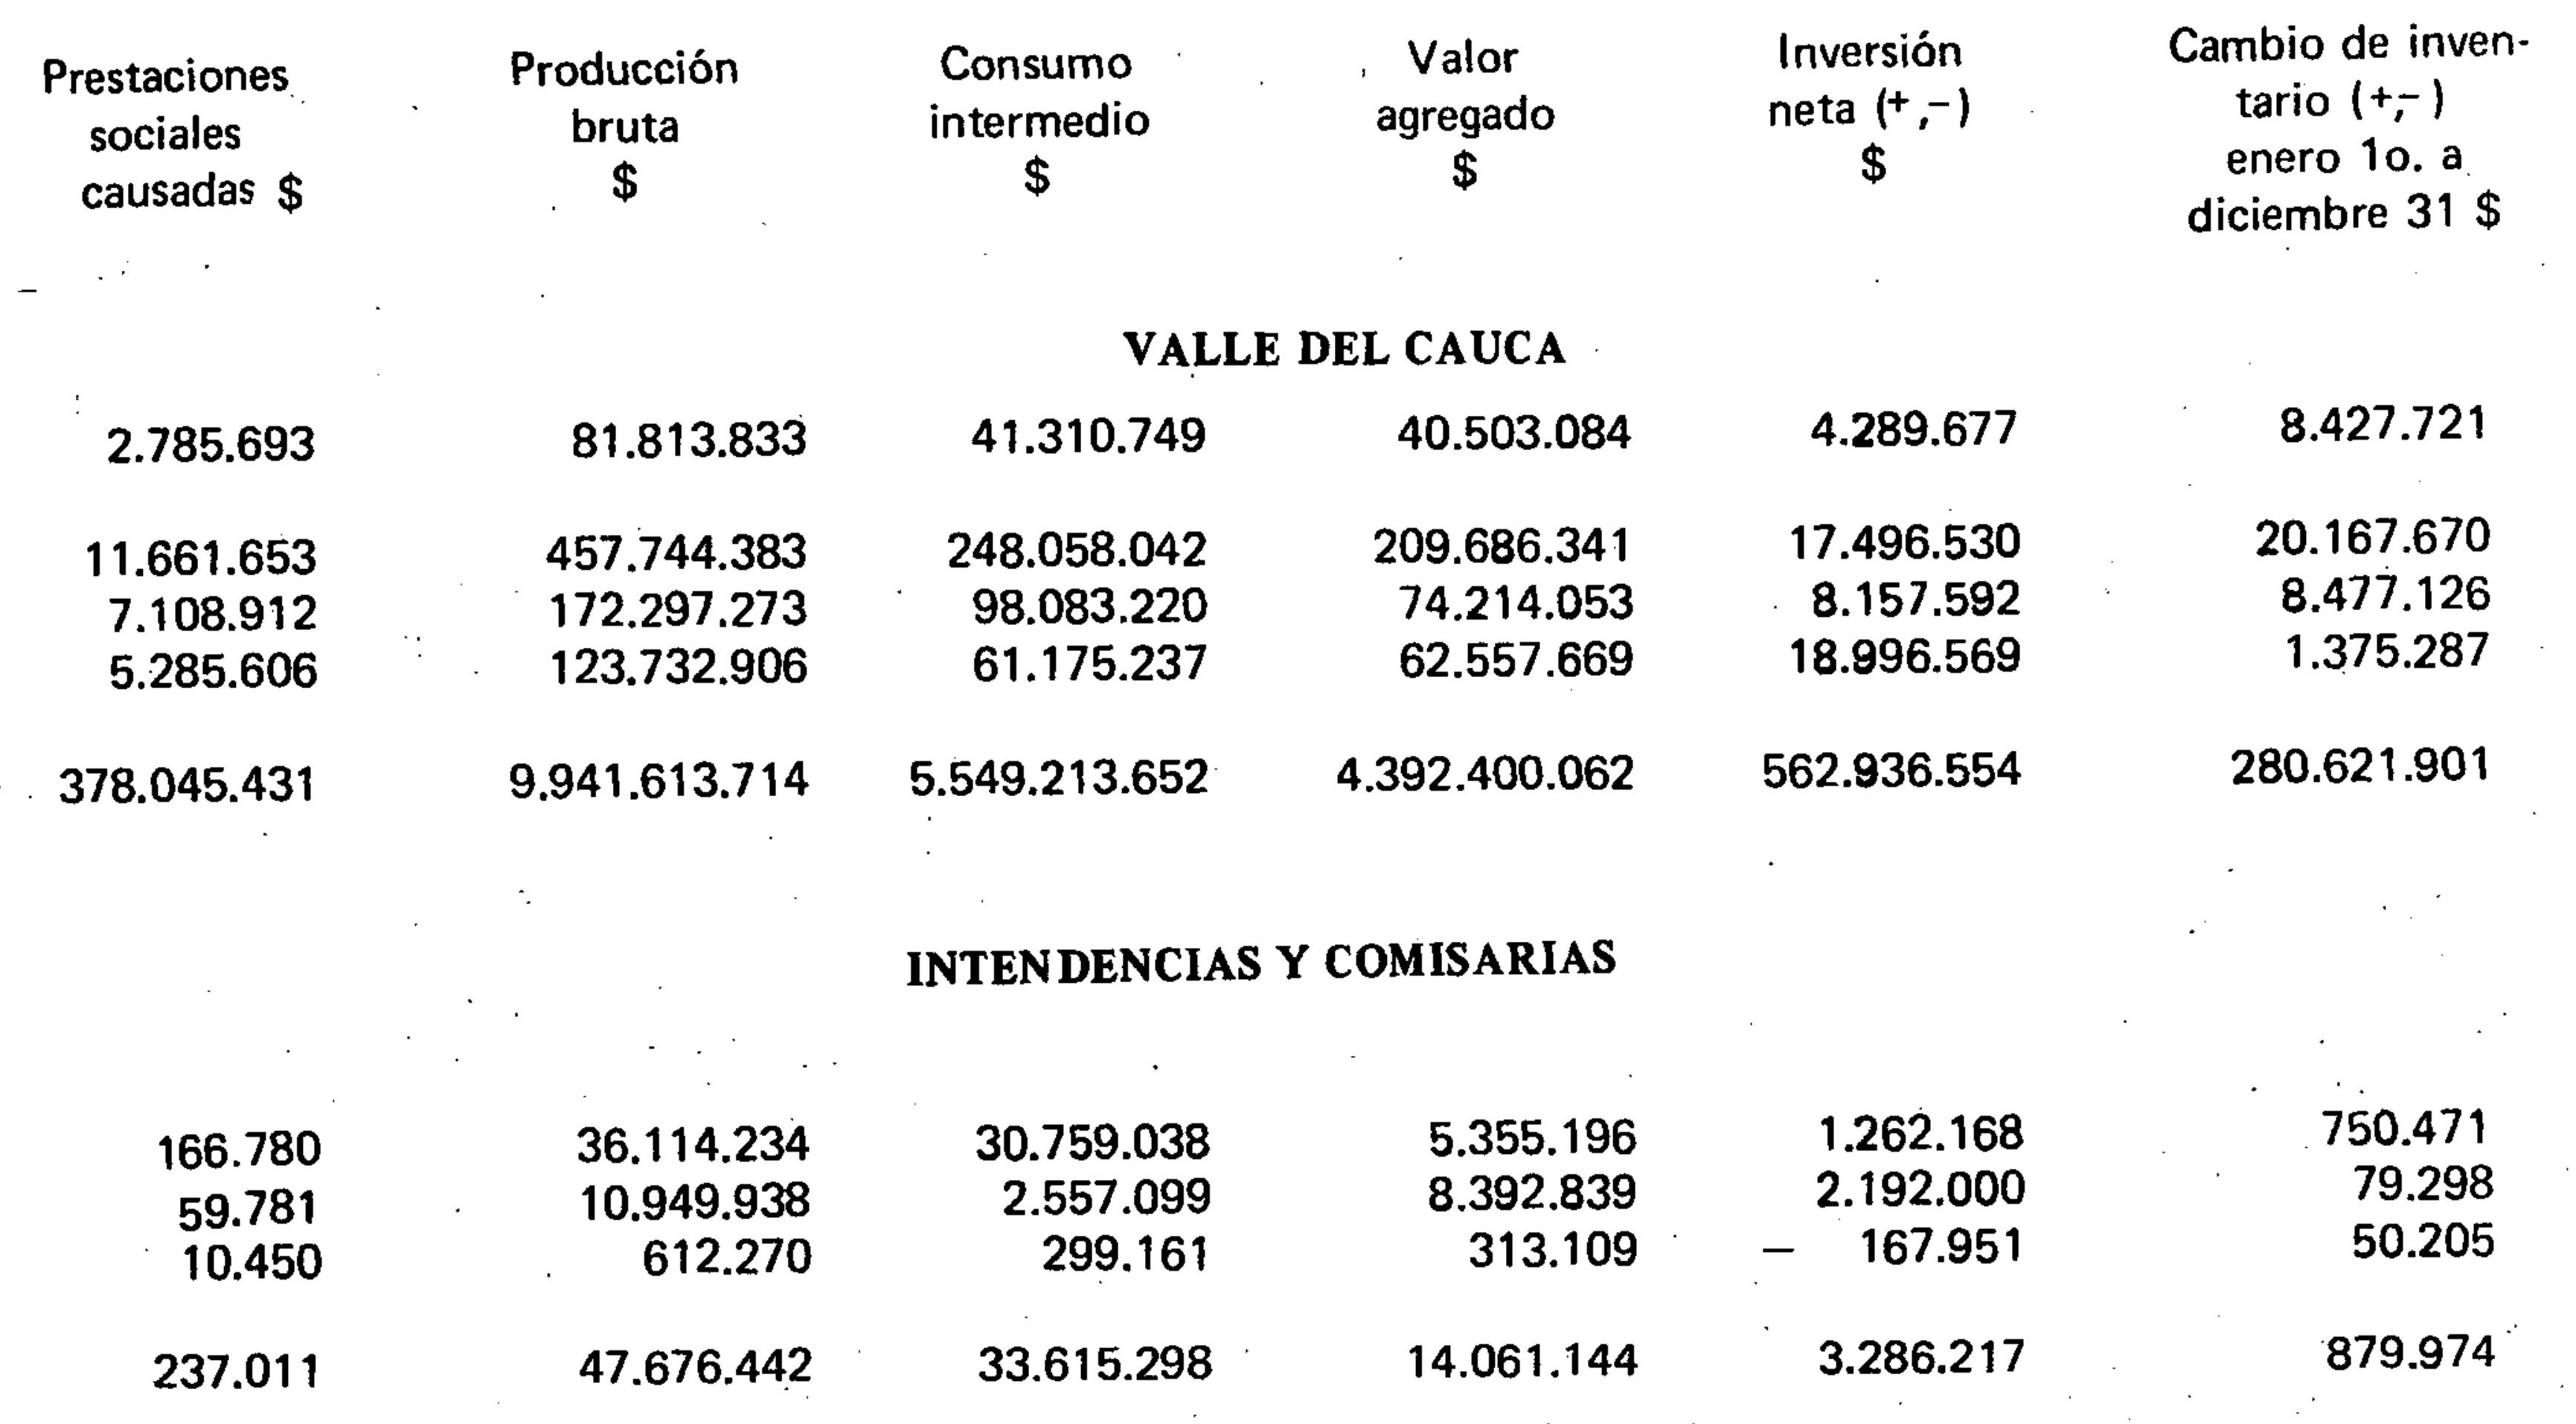 Prestaciones sociales causadas $
Producción bruta $
Consumo intermedio $
Valor agregado $
Inversión neta (+,-) $
Cambio de inven-
tario (+,-)
enero 1o. a
diciembre 31 $
VALLE DEL CAUCA
2.785.693 81.813.833 41.310.749 40.503.084 4.289.677 8.427.721
11.661.653 457.744.383 248.058.042 209.686.341 17.496.530 20.167.670
7.108.912 172.297.273 98.083.220 74.214.053 8.157.592 8.477.126
5.285.606 123.732.906 61.175.237 62.557.669 18.996.569 1.375.287
378.045.431 9.941.613.714 5.549.213.652 4.392.400.062 562.936.554 280.621.901
INTENDENCIAS Y COMISARIAS
166.780 36.114.234 30.759.038 5.355.196 1.262.168 750.471
59.781 10.949.938 2.557.099 8.392.839 2.192.000 79.298
10.450 612.270 299.161 313.109 — 167.951 50.205
237.011 47.676.442 33.615.298 14.061.144 3.286.217 879.974